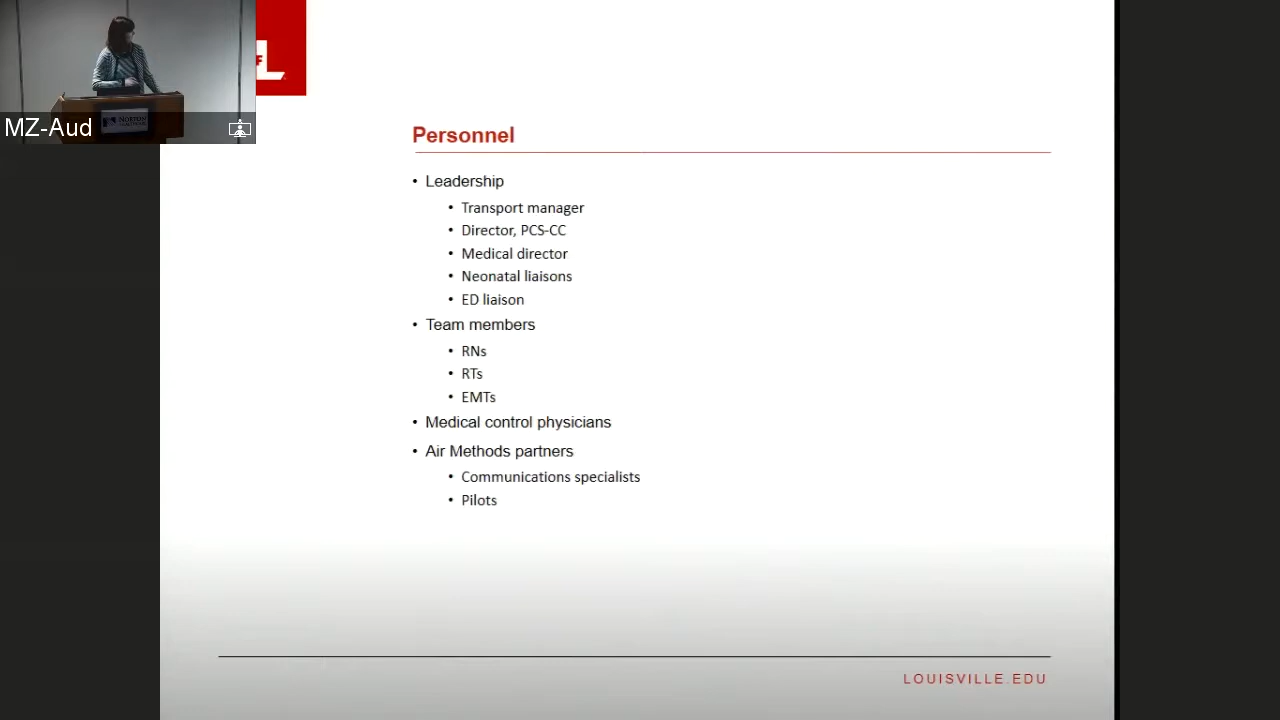 MZ-Aud
NORTON
L
Personnel
• Leadership
• Transport manager
• Director, PCS-CC
• Medical director
• Neonatal liaisons
• ED liaison
• Team members
• RNs
• RTs
• EMTs
• Medical control physicians
• Air Methods partners
• Communications specialists
• Pilots
LOUISVILLE.EDU